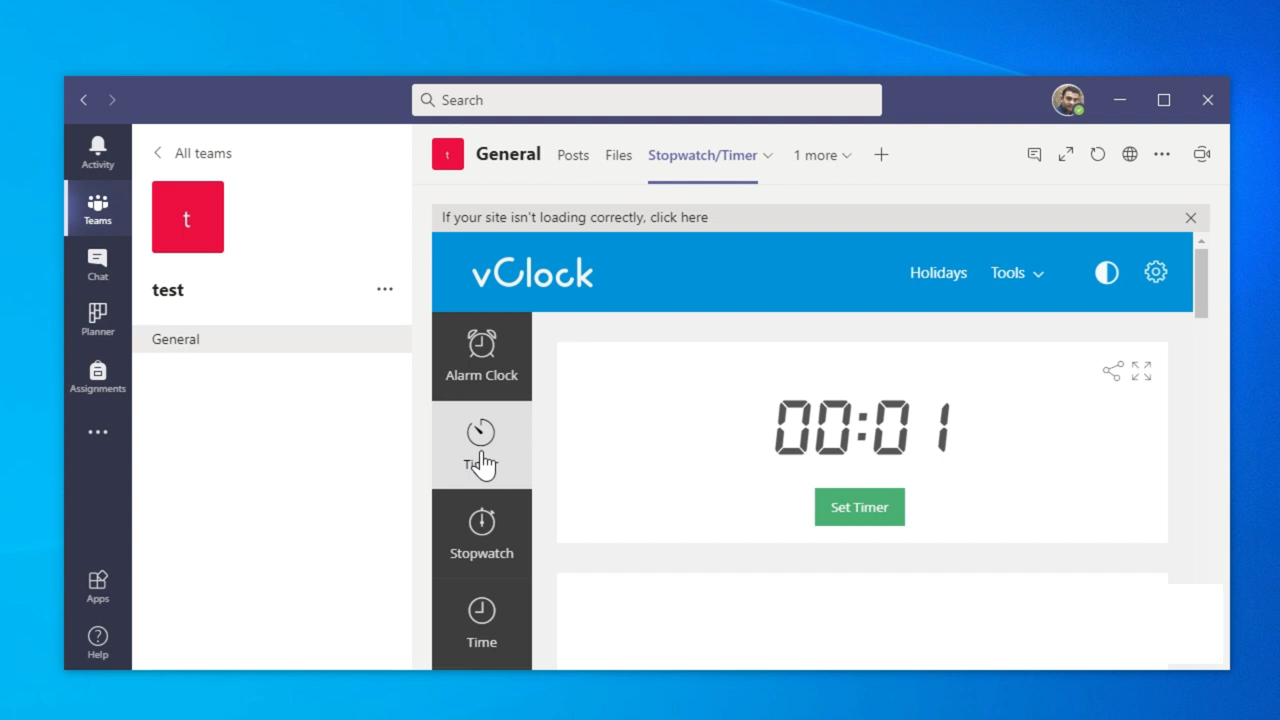 Search
Activity
Teams
Chat
Planner
Assignments
Apps
Help
All teams
t
test
General
t
General Posts Files Stopwatch/Timer 1 more
If your site isn't loading correctly, click here
vClock
Holidays Tools
Alarm Clock
Stopwatch
Time
00:01
Set Timer